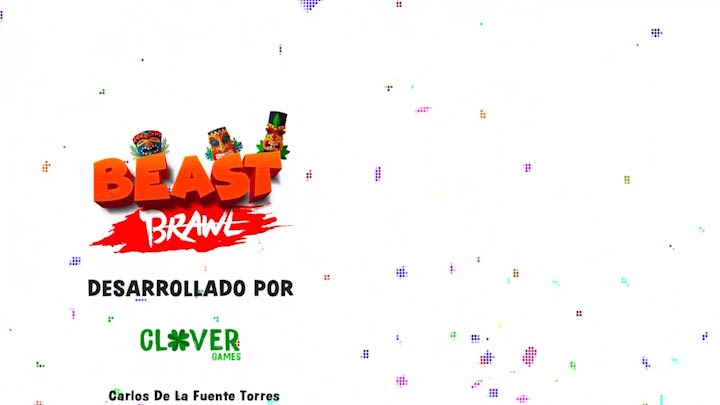 BEAST
BRAWL
DESARROLLADO POR
CLOVER
GAMES
Carlos De La Fuente Torres